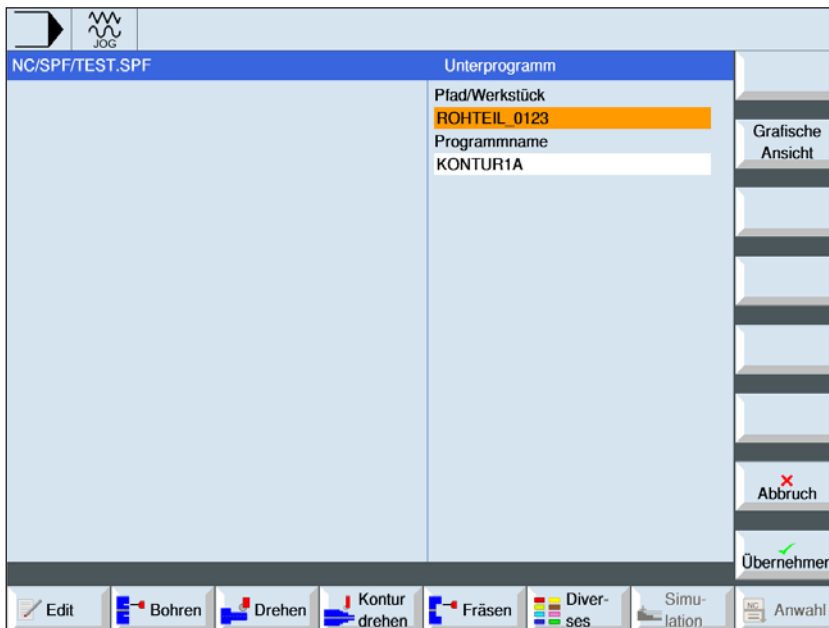 JOG
NC/SPF/TEST.SPF
Unterprogramm
Pfad/Werkstück
ROHTEIL_0123
Programmname
KONTUR1A
Grafische
Ansicht
Abbruch
Übernehmen
Edit
Bohren
Drehen
Kontur
drehen
Fräsen
Diver-
ses
Simu-
lation
NC
Anwahl